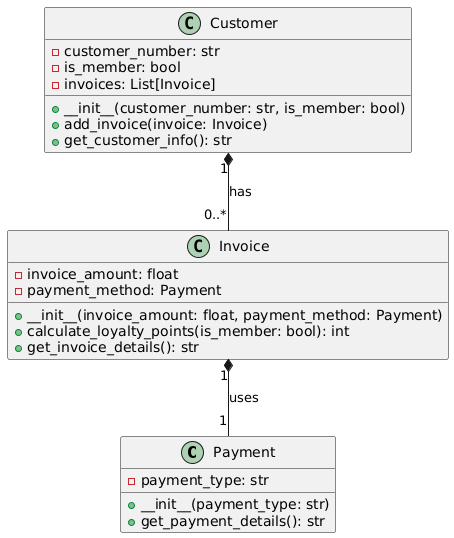 C Customer
customer_number: str
is_member: bool
invoices: List[Invoice]
__init__(customer_number: str, is_member: bool)
add_invoice(invoice: Invoice)
get_customer_info(): str
1
has
0..*
C Invoice
invoice_amount: float
payment_method: Payment
__init__(invoice_amount: float, payment_method: Payment)
calculate_loyalty_points(is_member: bool): int
get_invoice_details(): str
1
uses
1
C Payment
payment_type: str
__init__(payment_type: str)
get_payment_details(): str